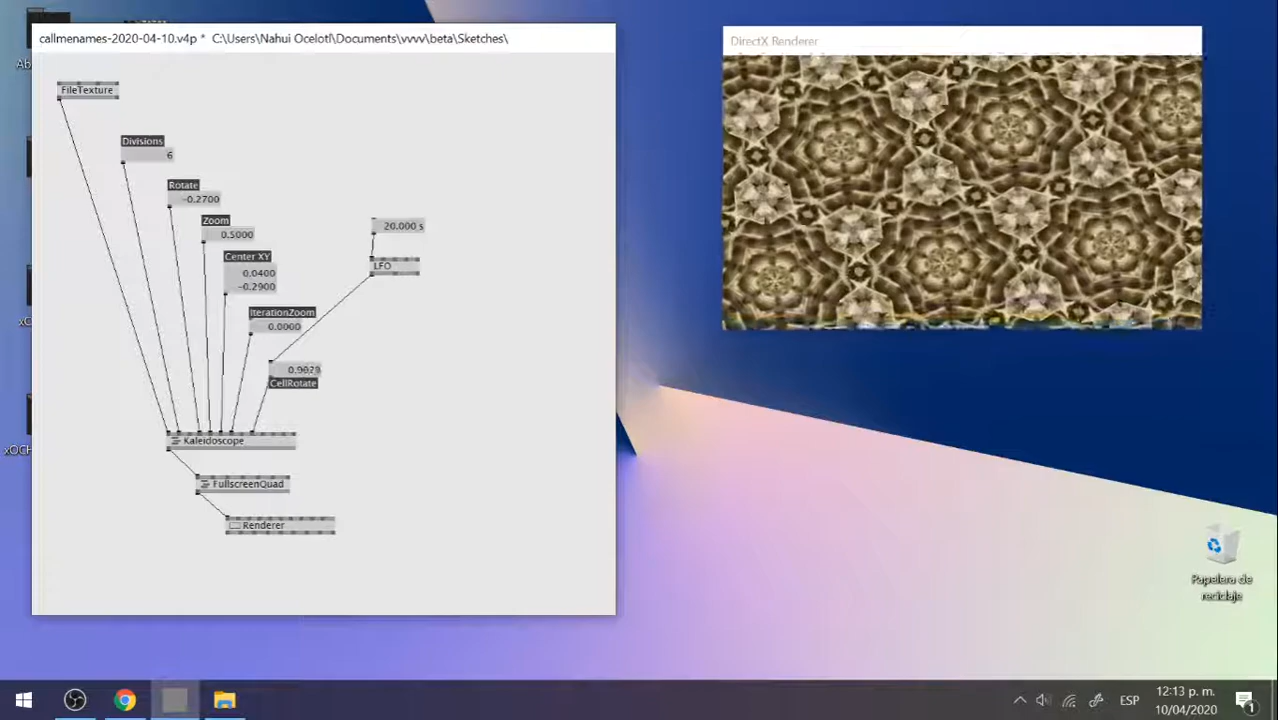 callmenames-2020-04-10.v4p * C:\Users\Nahui Ocelotl\Documents\vvvv\beta\Sketches\
FileTexture
Divisions
6
Rotate
-0.2700
Zoom
0.5000
Center XY
0.0400
-0.2900
IterationZoom
0.0000
20.000 s
LFO
CellRotate
Kaleidoscope
FullscreenQuad
Renderer
DirectX Renderer
Papelera de
reciclaje
ESP
12:13 p. m.
10/04/2020
1